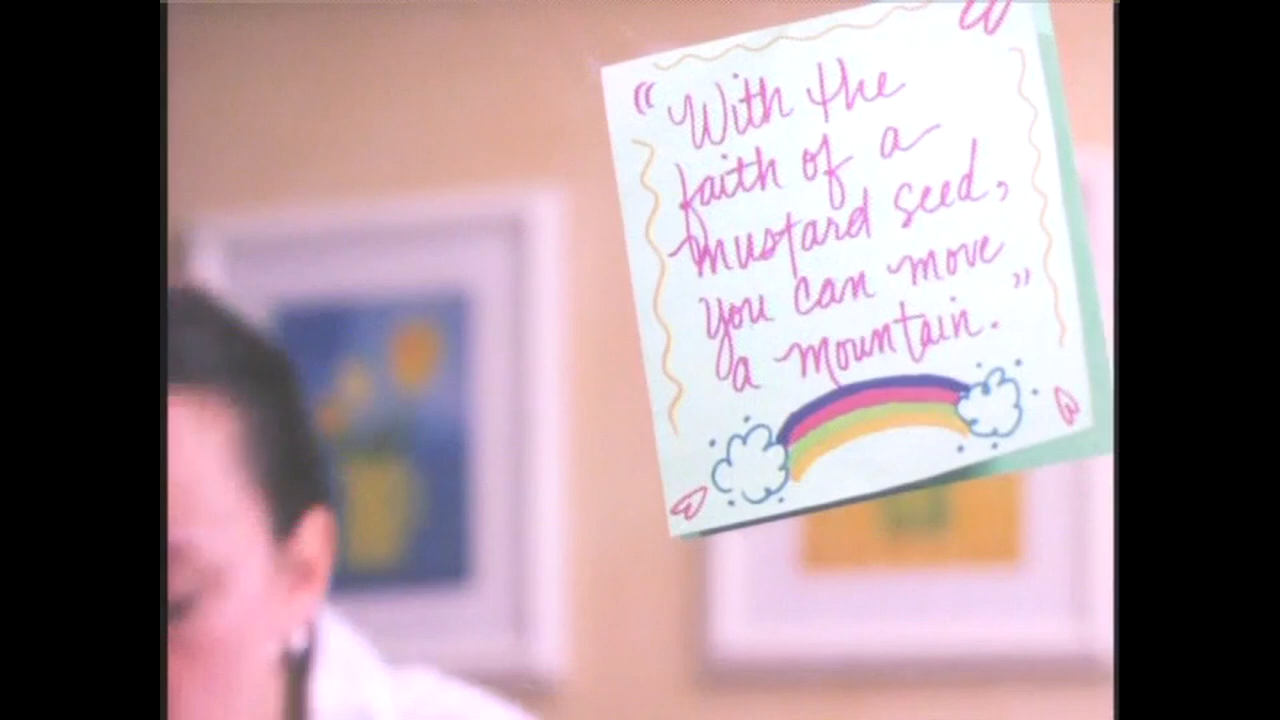 “With the
faith of a
mustard seed,
you can move
a mountain.”